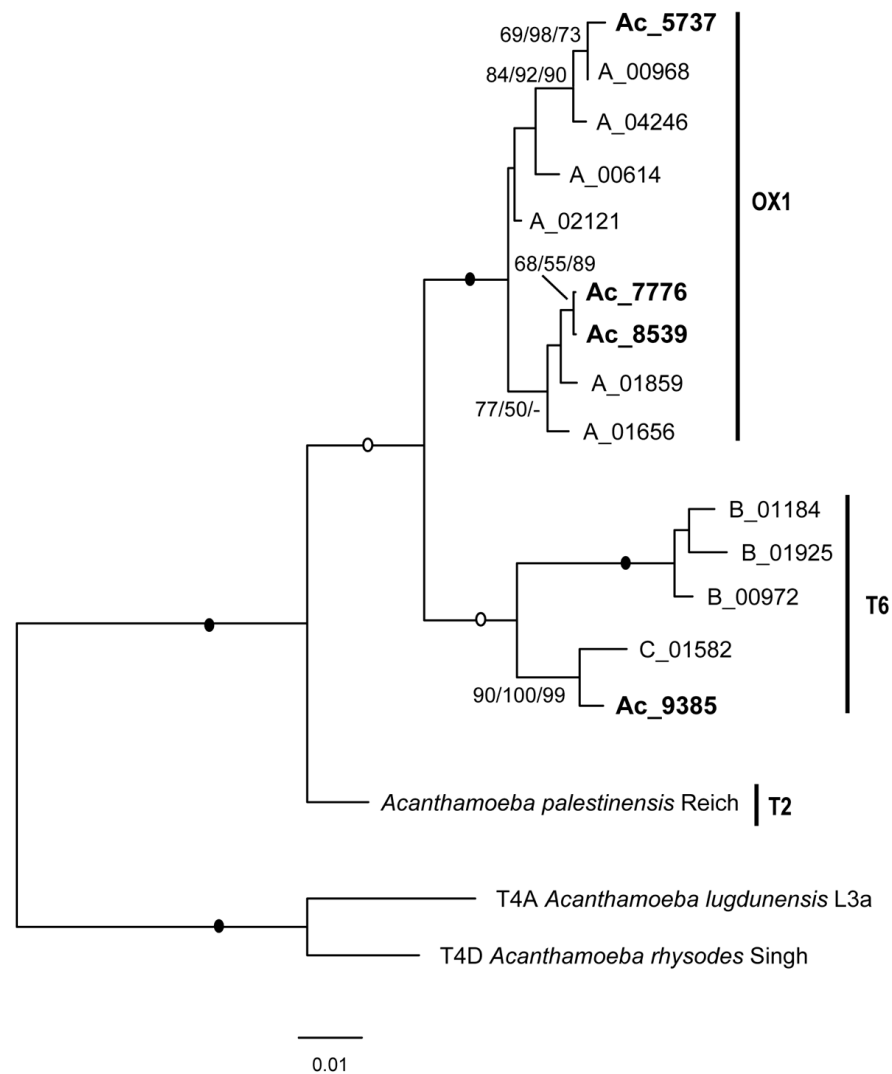 69/98/73
Ac_5737
84/92/90
A_00968
A_04246
A_00614
OX1
A_02121
68/55/89
Ac_7776
Ac_8539
A_01859
77/50/-
A_01656
B_01184
B_01925
B_00972
T6
C_01582
90/100/99
Ac_9385
Acanthamoeba palestinensis Reich
T2
T4A Acanthamoeba lugdunensis L3a
T4D Acanthamoeba rhysodes Singh
0.01